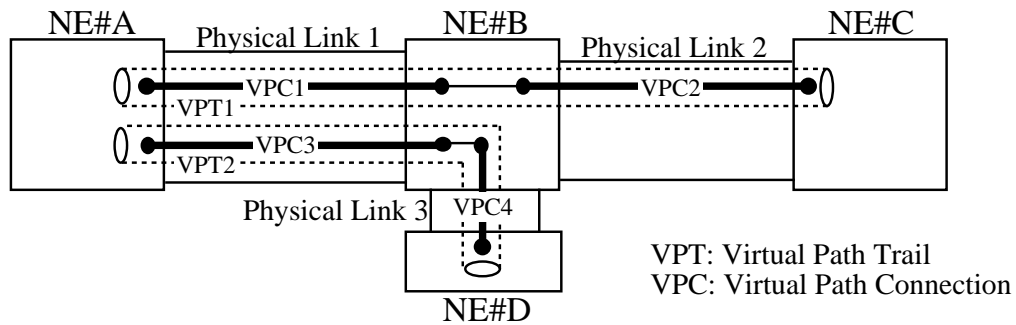 NE#A
NE#B
NE#C
Physical Link 1
Physical Link 2
VPC1
VPC2
VPT1
VPC3
VPT2
Physical Link 3
VPC4
VPT: Virtual Path Trail
VPC: Virtual Path Connection
NE#D